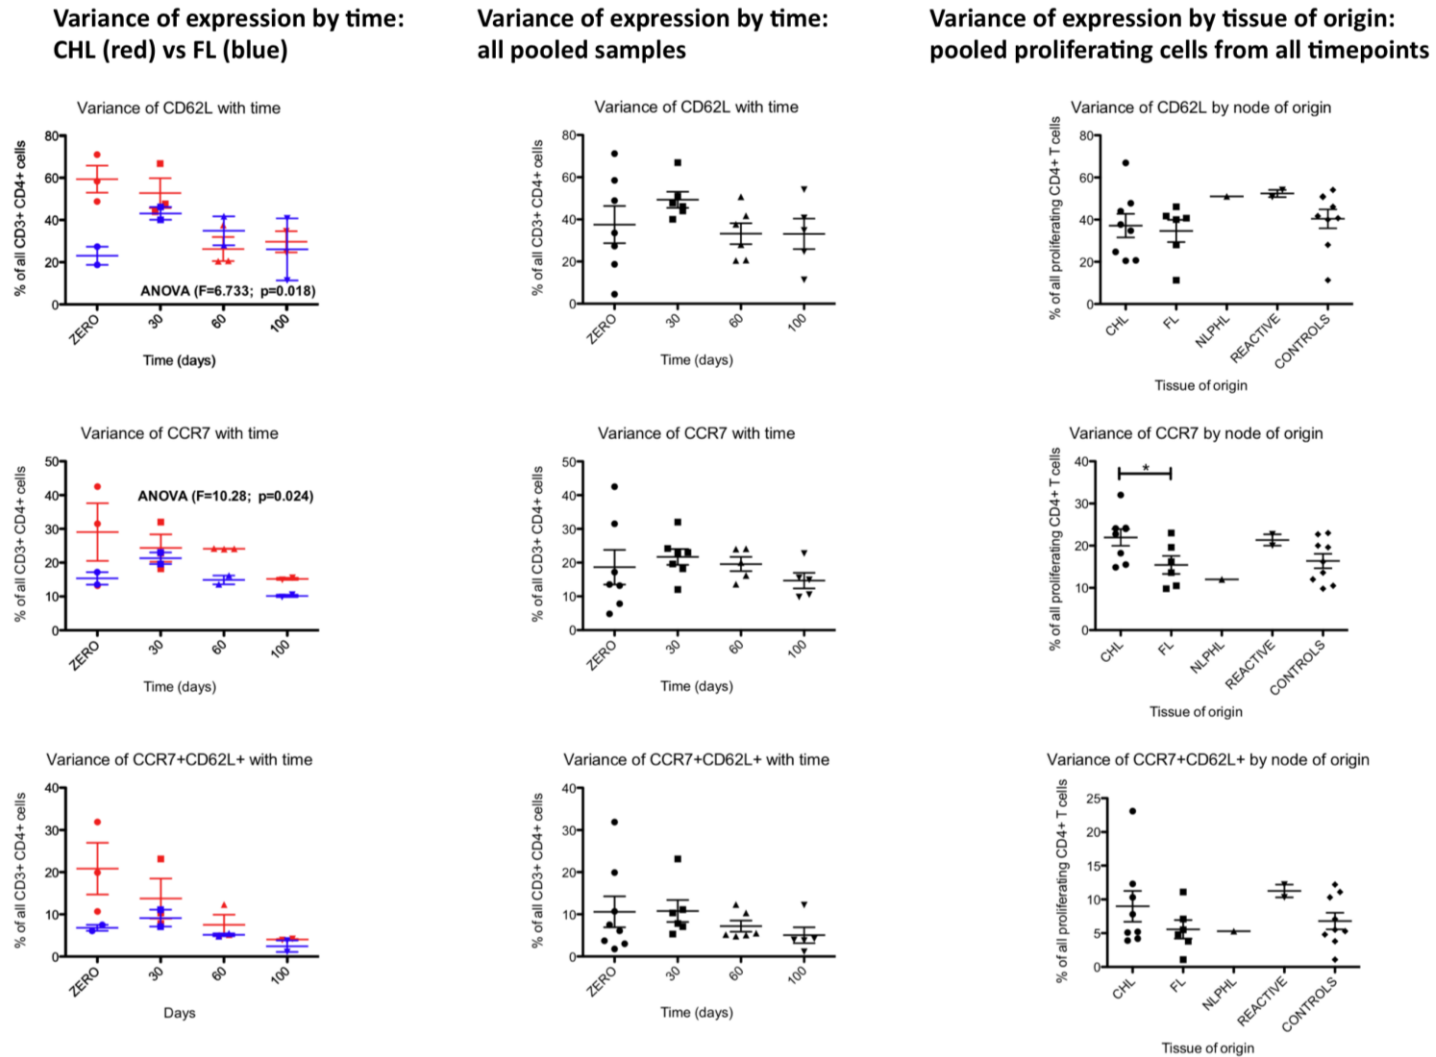 Variance of expression by time:
CHL (red) vs FL (blue)
Variance of expression by time:
all pooled samples
Variance of expression by tissue of origin:
pooled proliferating cells from all timepoints
Variance of CD62L with time
% of all CD3+ CD4+ cells
80
60
40
20
0
ANOVA (F=6.733; p=0.018)
ZERO
30
60
100
Time (days)
Variance of CD62L with time
% of all CD3+ CD4+ cells
80
60
40
20
0
ZERO
30
60
100
Time (days)
Variance of CD62L by node of origin
% of all proliferating CD4+ T cells
80
60
40
20
0
CHL
FL
NLPHL
REACTIVE
CONTROLS
Tissue of origin
Variance of CCR7 with time
% of all CD3+ CD4+ cells
50
40
30
20
10
0
ANOVA (F=10.28; p=0.024)
ZERO
30
60
100
Time (days)
Variance of CCR7 with time
% of all CD3+ CD4+ cells
50
40
30
20
10
0
ZERO
30
60
100
Time (days)
Variance of CCR7 by node of origin
% of all proliferating CD4+ T cells
40
30
20
10
0
*
CHL
FL
NLPHL
REACTIVE
CONTROLS
Tissue of origin
Variance of CCR7+CD62L+ with time
% of all CD3+ CD4+ cells
40
30
20
10
0
ZERO
30
60
100
Days
Variance of CCR7+CD62L+ with time
% of all CD3+ CD4+ cells
40
30
20
10
0
ZERO
30
60
100
Time (days)
Variance of CCR7+CD62L+ by node of origin
% of all proliferating CD4+ T cells
25
20
15
10
5
0
CHL
FL
NLPHL
REACTIVE
CONTROLS
Tissue of origin